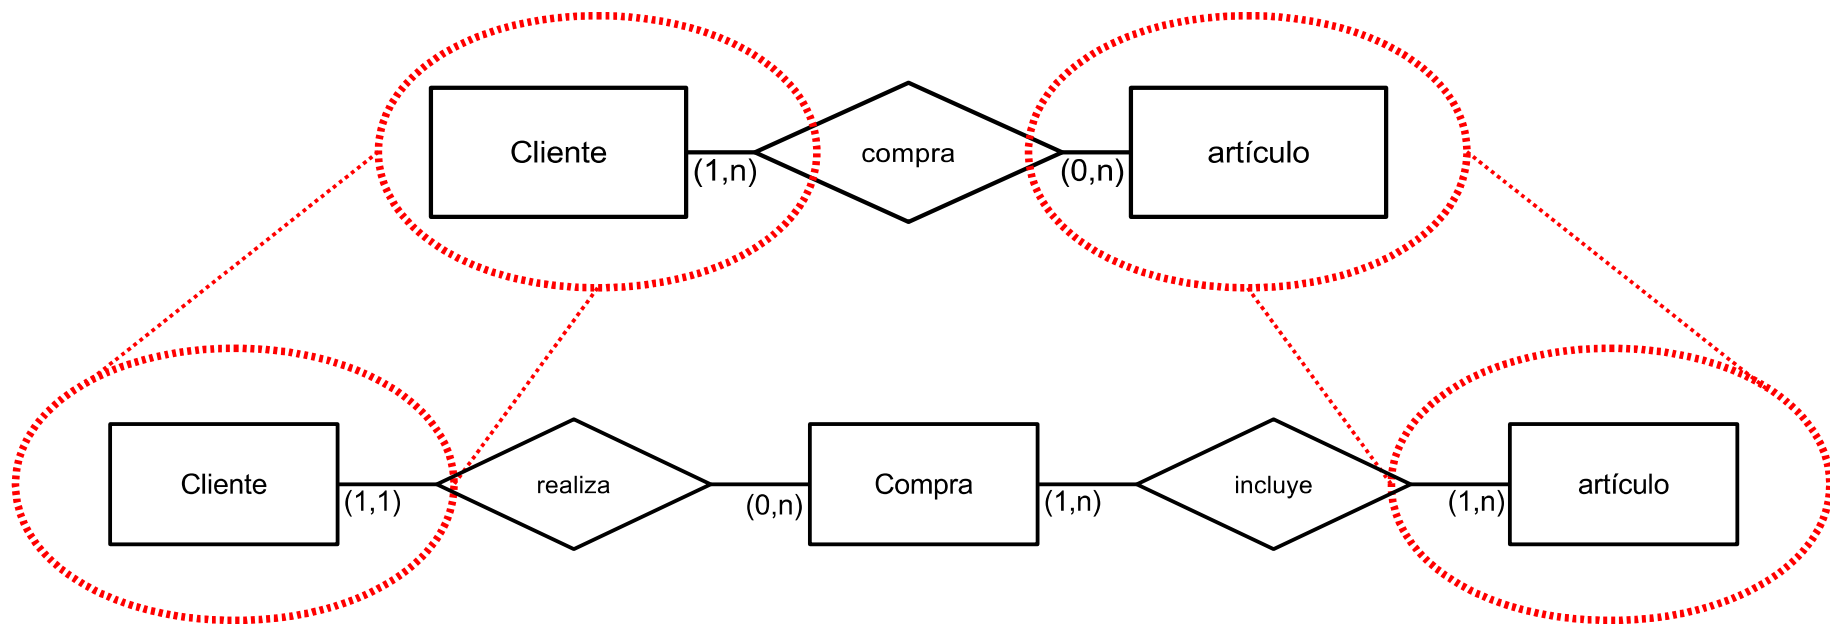 Cliente
(1,n)
compra
(0,n)
artículo
Cliente
(1,1)
realiza
(0,n)
Compra
(1,n)
incluye
(1,n)
artículo